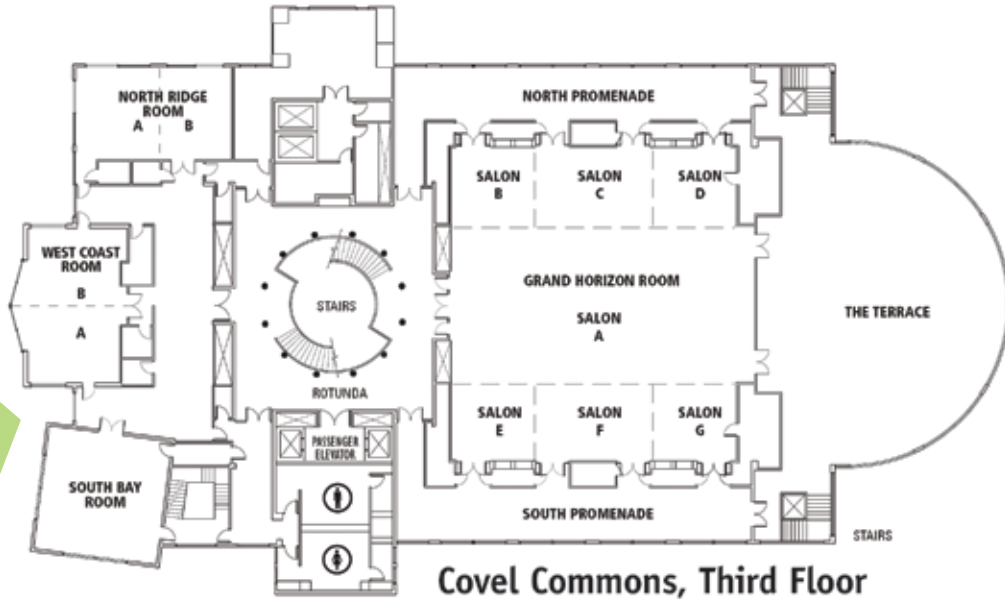 NORTH RIDGE
ROOM
A B
NORTH PROMENADE
SALON
B
SALON
C
SALON
D
WEST COAST
ROOM
B
A
STAIRS
ROTUNDA
GRAND HORIZON ROOM
SALON
A
THE TERRACE
SALON
E
SALON
F
SALON
G
PASSENGER
ELEVATOR
SOUTH BAY
ROOM
SOUTH PROMENADE
STAIRS
Covel Commons, Third Floor